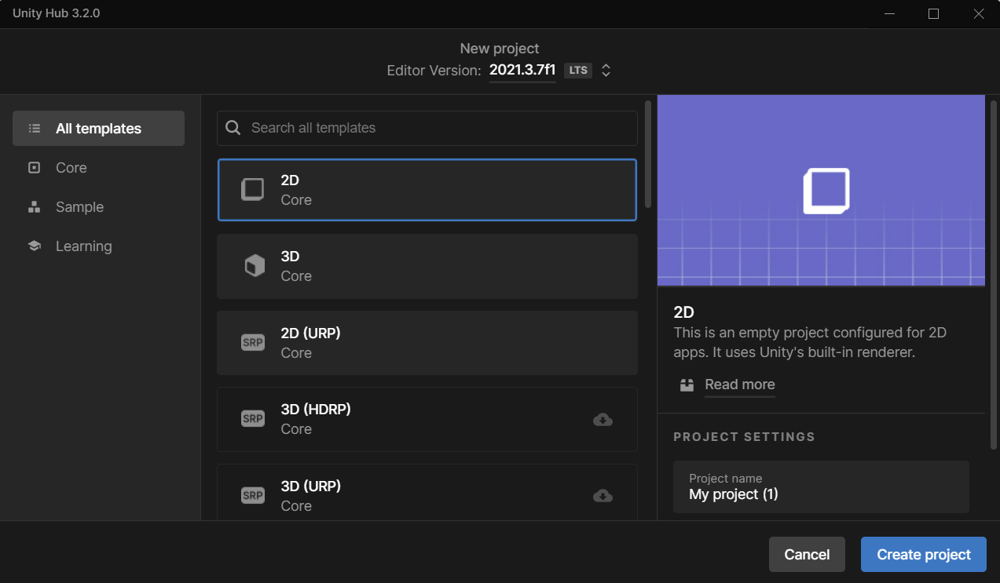 Unity Hub 3.2.0
New project
Editor Version: 2021.3.7f1 LTS
All templates
Core
Sample
Learning
Search all templates
2D
Core
3D
Core
SRP
2D (URP)
Core
SRP
3D (HDRP)
Core
SRP
3D (URP)
Core
2D
This is an empty project configured for 2D
apps. It uses Unity's built-in renderer.
Read more
PROJECT SETTINGS
Project name
My project (1)
Cancel
Create project